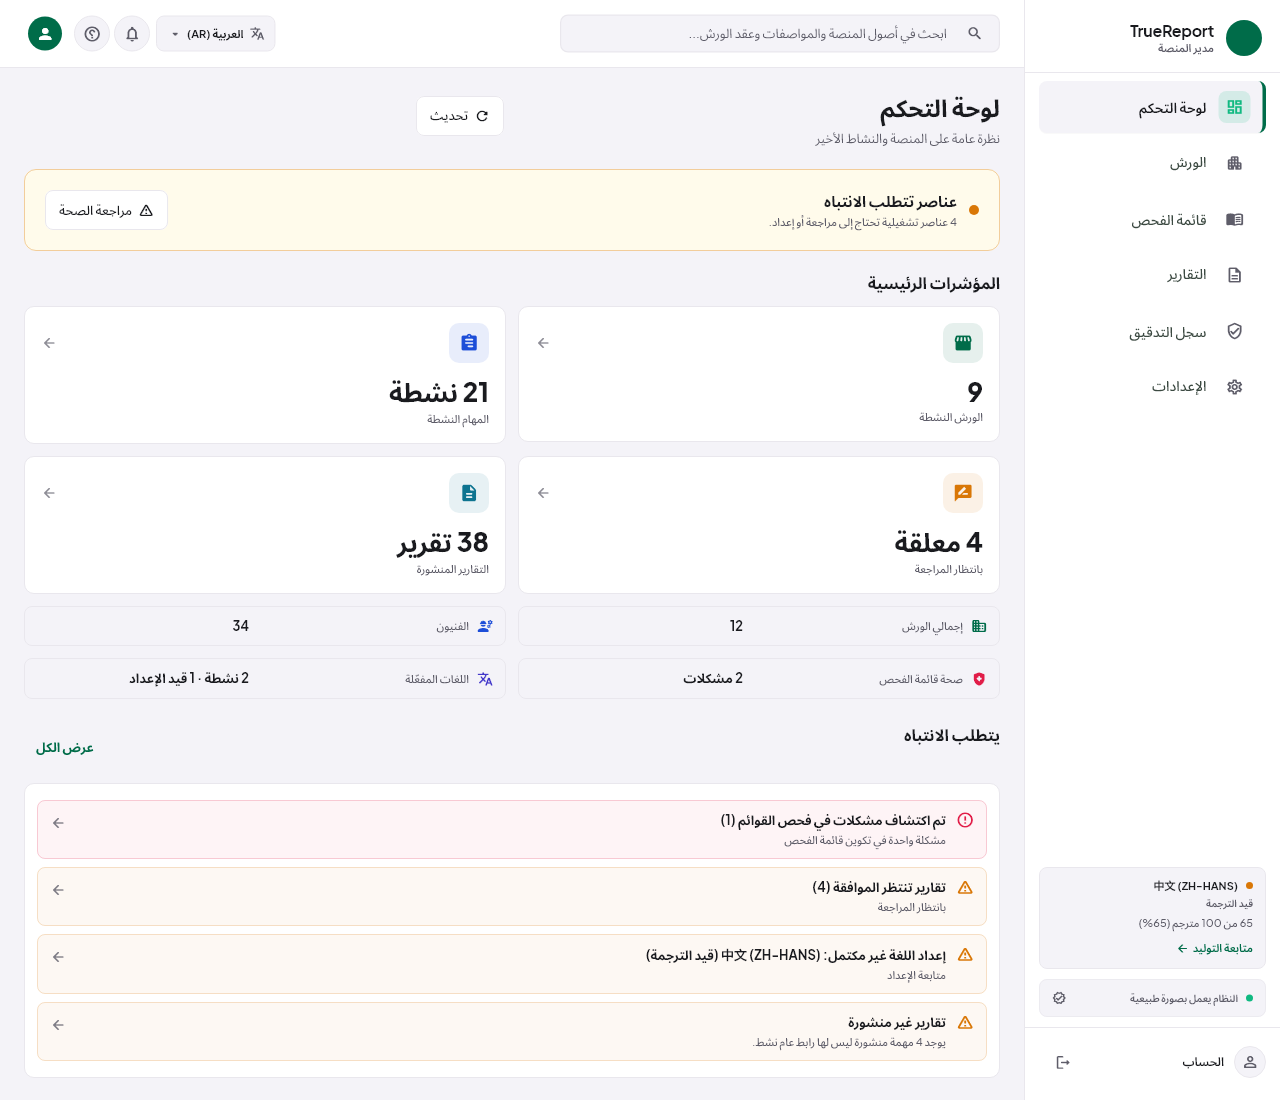 TrueReport
مدير المنصة
لوحة التحكم
الورش
قائمة الفحص
التقارير
سجل التدقيق
الإعدادات
中文 (ZH-HANS)
قيد الترجمة
65 من 100 مترجم (65%)
متابعة التوليد
النظام يعمل بصورة طبيعية
الحساب
ابحث في أصول المنصة والمواصفات وعقد الورش...
العربية (AR)
لوحة التحكم
نظرة عامة على المنصة والنشاط الأخير
تحديث
عناصر تتطلب الانتباه
4 عناصر تشغيلية تحتاج إلى مراجعة أو إعداد.
مراجعة الصحة
المؤشرات الرئيسية
9
الورش النشطة
21 نشطة
المهام النشطة
4 معلقة
بانتظار المراجعة
38 تقرير
التقارير المنشورة
إجمالي الورش 12
الفنيون 34
صحة قائمة الفحص 2 مشكلات
اللغات المفعّلة 2 نشطة · 1 قيد الإعداد
يتطلب الانتباه
عرض الكل
تم اكتشاف مشكلات في فحص القوائم (1)
مشكلة واحدة في تكوين قائمة الفحص
تقارير تنتظر الموافقة (4)
بانتظار المراجعة
إعداد اللغة غير مكتمل: 中文 (ZH-HANS) (قيد الترجمة)
متابعة الإعداد
تقارير غير منشورة
يوجد 4 مهمة منشورة ليس لها رابط عام نشط.